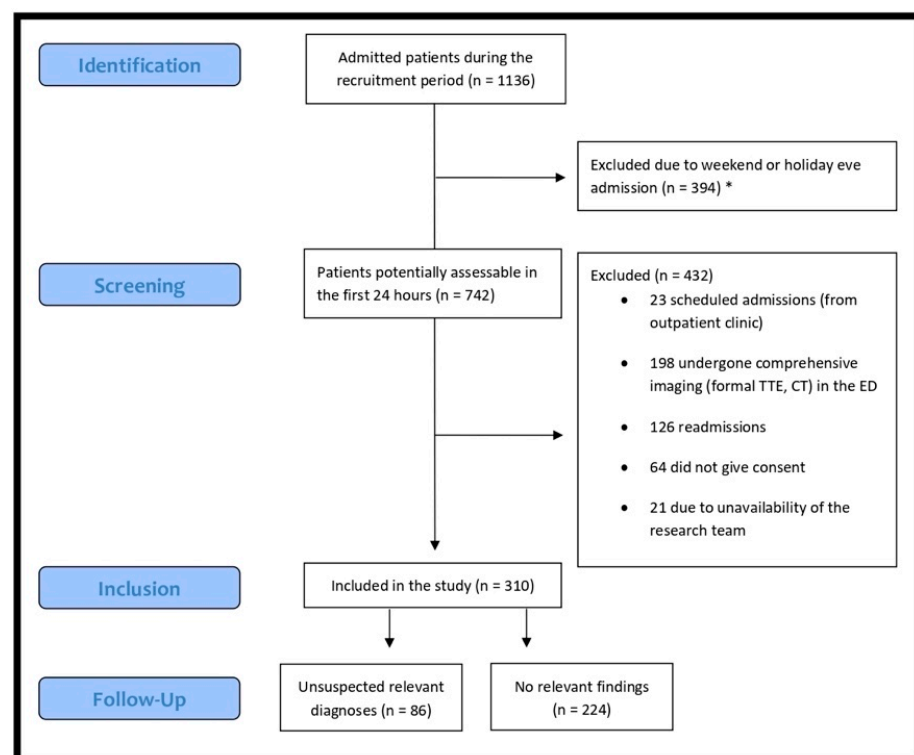 Identification
Admitted patients during the
recruitment period (n = 1136)
Excluded due to weekend or holiday eve
admission (n = 394) *
Screening
Patients potentially assessable in
the first 24 hours (n = 742)
Excluded (n = 432)
• 23 scheduled admissions (from
outpatient clinic)
• 198 undergone comprehensive
imaging (formal TTE, CT) in the ED
• 126 readmissions
• 64 did not give consent
• 21 due to unavailability of the
research team
Inclusion
Included in the study (n = 310)
Follow-Up
Unsuspected relevant
diagnoses (n = 86)
No relevant findings
(n = 224)